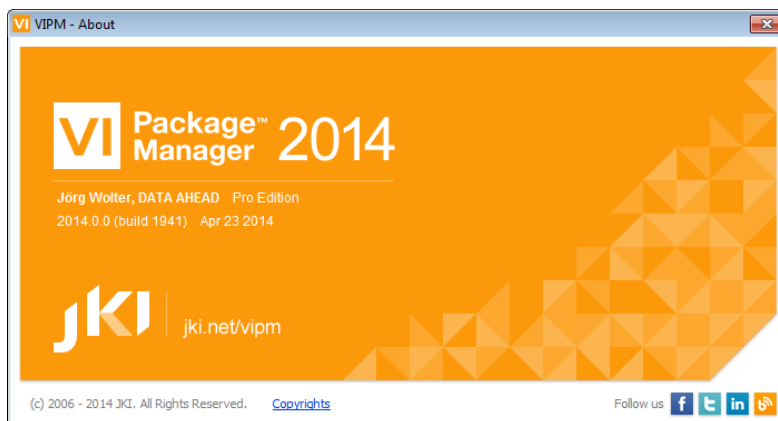 VI VIPM - About
VI Package™ Manager 2014
Jörg Wolter, DATA AHEAD Pro Edition
2014.0.0 (build 1941) Apr 23 2014
jki jki.net/vipm
(c) 2006 - 2014 JKI. All Rights Reserved. Copyrights Follow us f t in b